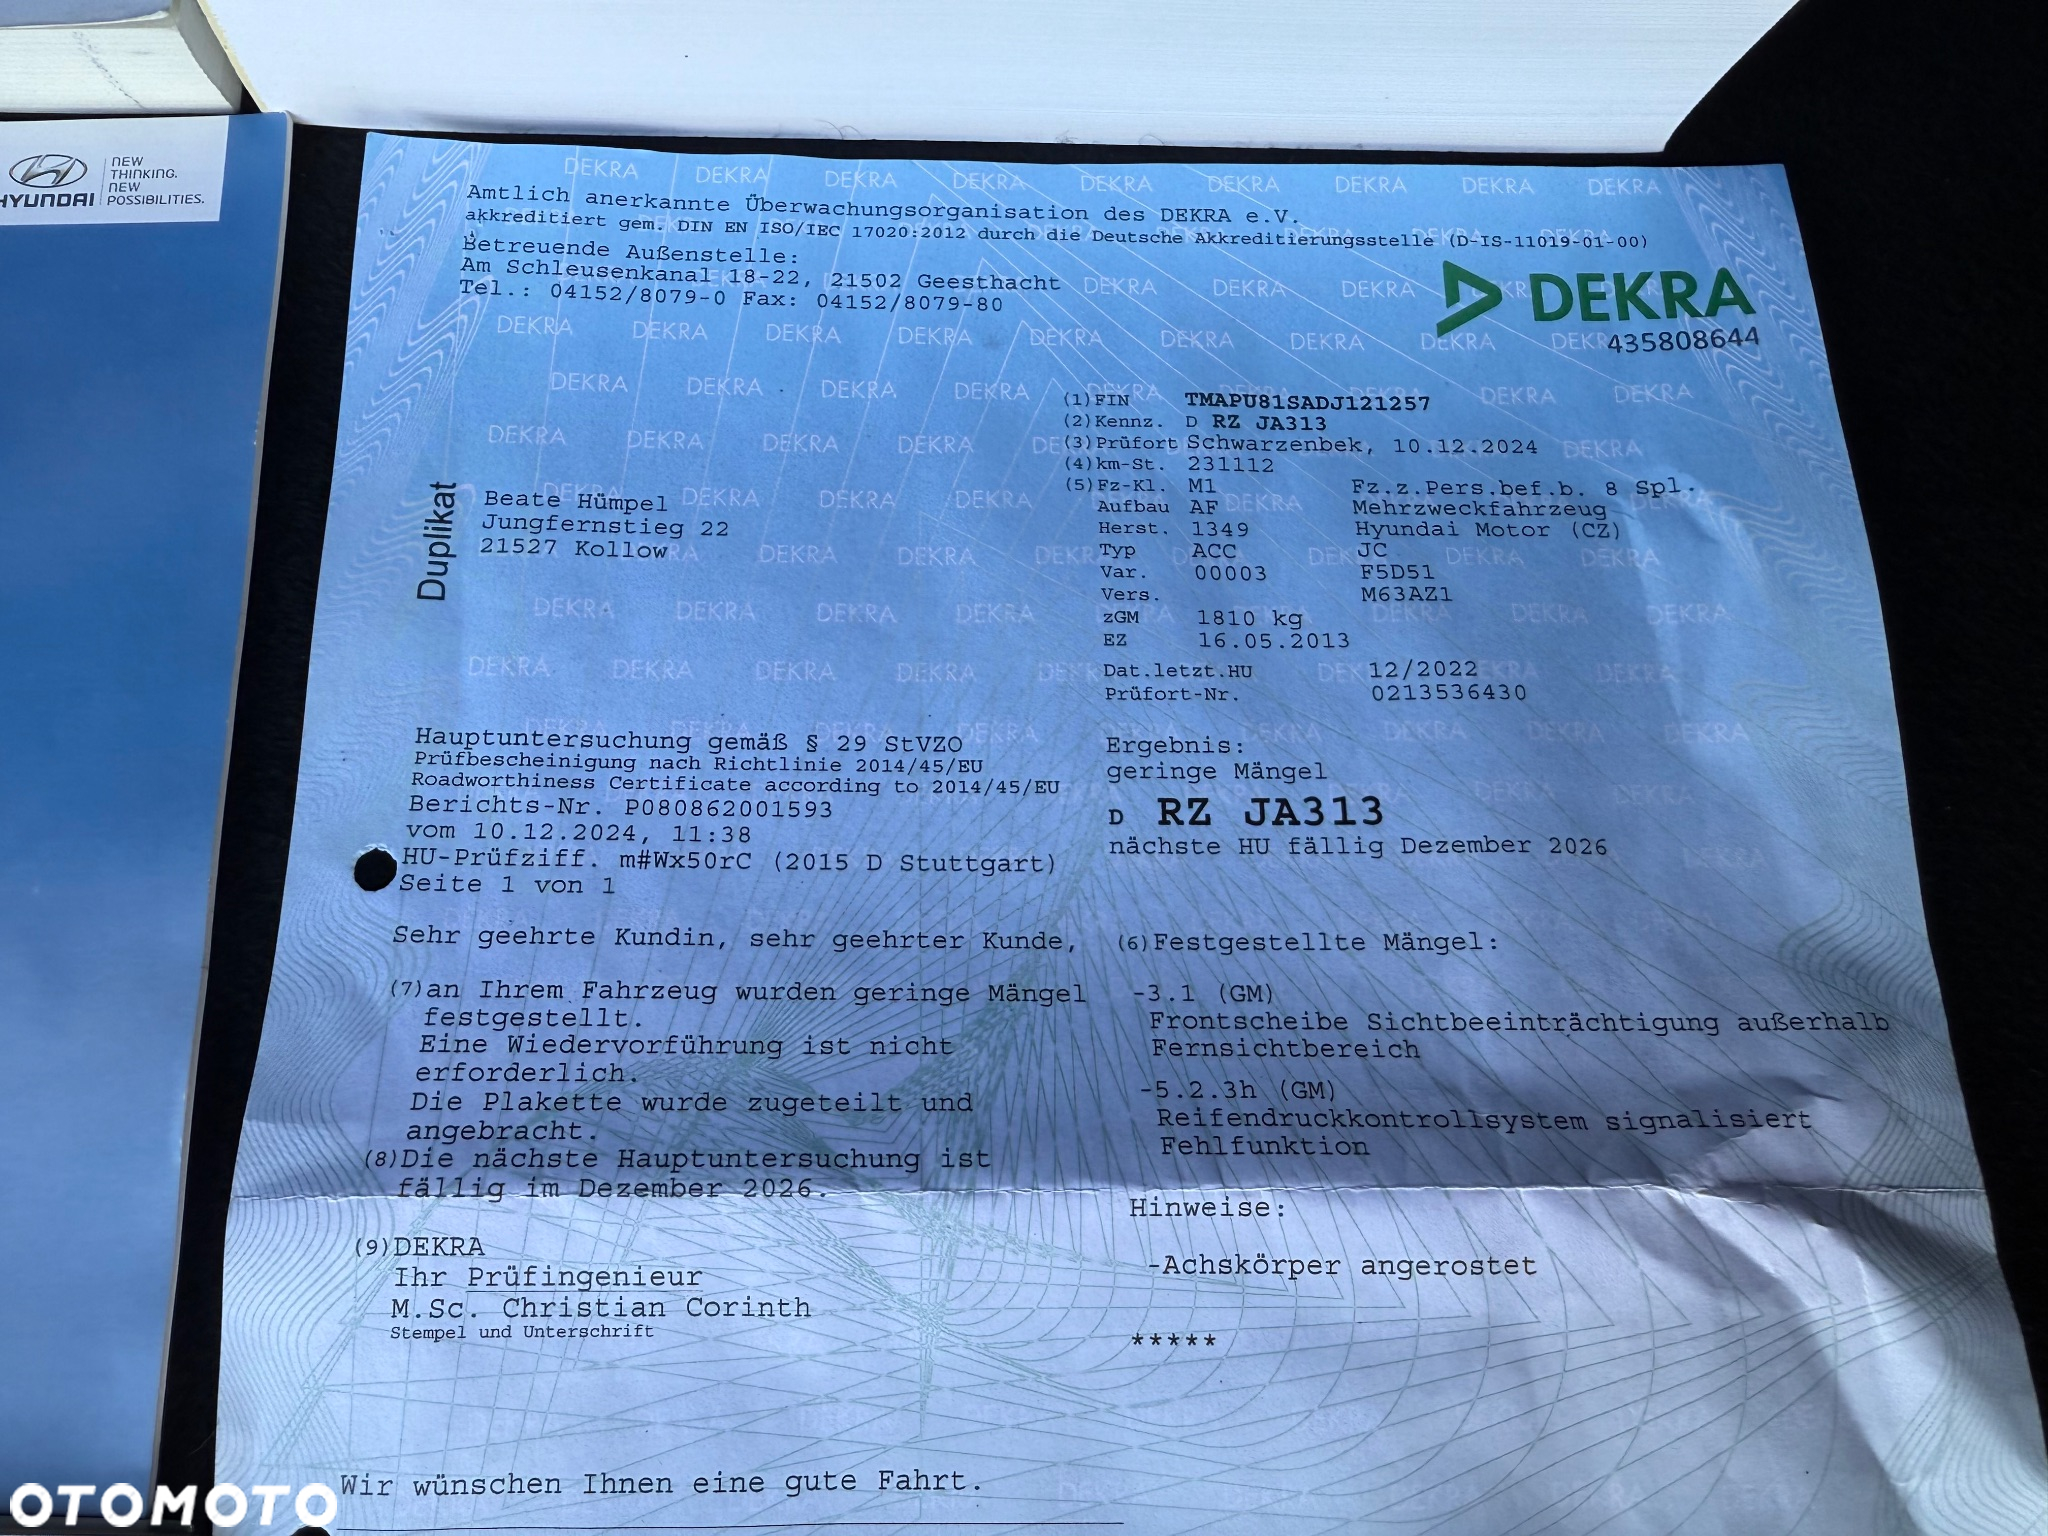 HYUNDAI
NEW
THINKING.
NEW
POSSIBILITIES.
Amtlich anerkannte Überwachungsorganisation des DEKRA e.V.
akkreditiert gem. DIN EN ISO/IEC 17020:2012 durch die Deutsche Akkreditierungsstelle (D-IS-11019-01-00)
Betreuende Außenstelle:
Am Schleusenkanal 18-22, 21502 Geesthacht
Tel.: 04152/8079-0 Fax: 04152/8079-80
DEKRA
435808644
Duplikat
Beate Hümpel
Jungfernstieg 22
21527 Kollow
(1)FIN TMAPU81SADJ121257
(2)Kennz. D RZ JA313
(3)Prüfort Schwarzenbek, 10.12.2024
(4)km-St. 231112
(5)Fz-Kl. M1 Fz.z.Pers.bef.b. 8 Spl.
Aufbau AF Mehrzweckfahrzeug
Herst. 1349 Hyundai Motor (CZ)
Typ ACC JC
Var. 00003 F5D51
Vers. M63AZ1
zGM 1810 kg
EZ 16.05.2013
Dat.letzt.HU 12/2022
Prüfort-Nr. 0213536430
Hauptuntersuchung gemäß § 29 StVZO
Prüfbescheinigung nach Richtlinie 2014/45/EU
Roadworthiness Certificate according to 2014/45/EU
Berichts-Nr. P080862001593
vom 10.12.2024, 11:38
HU-Prüfziff. m#Wx50rC (2015 D Stuttgart)
Seite 1 von 1
Ergebnis:
geringe Mängel
D RZ JA313
nächste HU fällig Dezember 2026
Sehr geehrte Kundin, sehr geehrter Kunde,
(7)an Ihrem Fahrzeug wurden geringe Mängel
festgestellt.
Eine Wiedervorführung ist nicht
erforderlich.
Die Plakette wurde zugeteilt und
angebracht.
(8)Die nächste Hauptuntersuchung ist
fällig im Dezember 2026.
(9)DEKRA
Ihr Prüfingenieur
M.Sc. Christian Corinth
Stempel und Unterschrift
(6)Festgestellte Mängel:
-3.1 (GM)
Frontscheibe Sichtbeeinträchtigung außerhalb
Fernsichtbereich
-5.2.3h (GM)
Reifendruckkontrollsystem signalisiert
Fehlfunktion
Hinweise:
-Achskörper angerostet
*****
Wir wünschen Ihnen eine gute Fahrt.
OTOMOTO